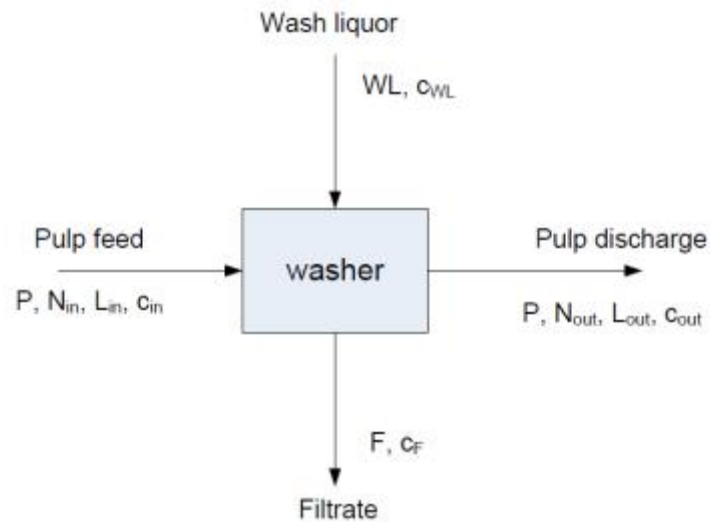 Wash liquor
WL, cWL
Pulp feed
washer
Pulp discharge
P, Nin, Lin, cin
P, Nout, Lout, cout
F, cF
Filtrate